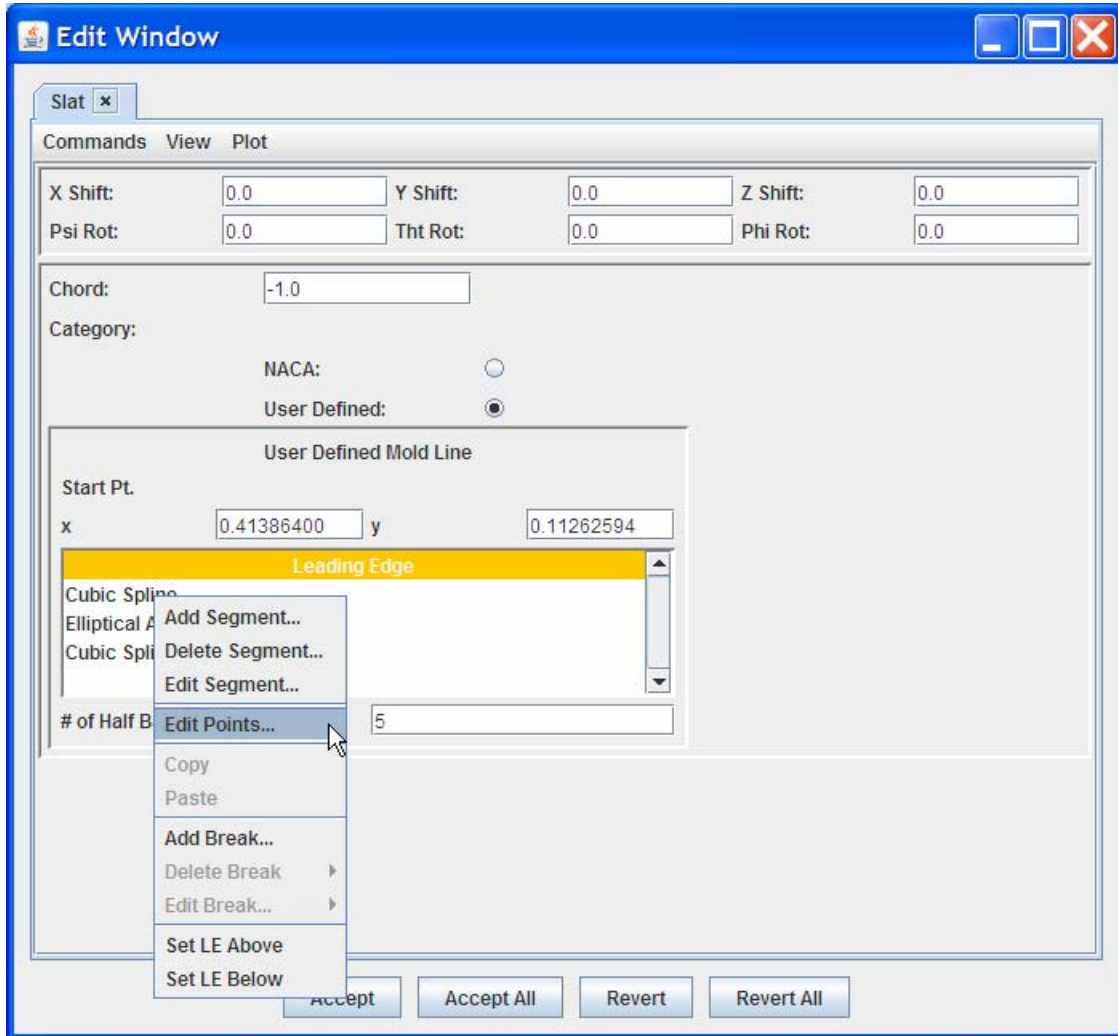 Edit Window
Slat
Commands View Plot
X Shift: 0.0 Y Shift: 0.0 Z Shift: 0.0
Psi Rot: 0.0 Tht Rot: 0.0 Phi Rot: 0.0
Chord: -1.0
Category:
NACA:
User Defined:
User Defined Mold Line
Start Pt.
x 0.41386400 y 0.11262594
Leading Edge
Cubic Spline
Elliptical A
Cubic Spli
# of Half B 5
Add Segment...
Delete Segment...
Edit Segment...
Edit Points...
Copy
Paste
Add Break...
Delete Break
Edit Break...
Set LE Above
Set LE Below
Accept Accept All Revert Revert All